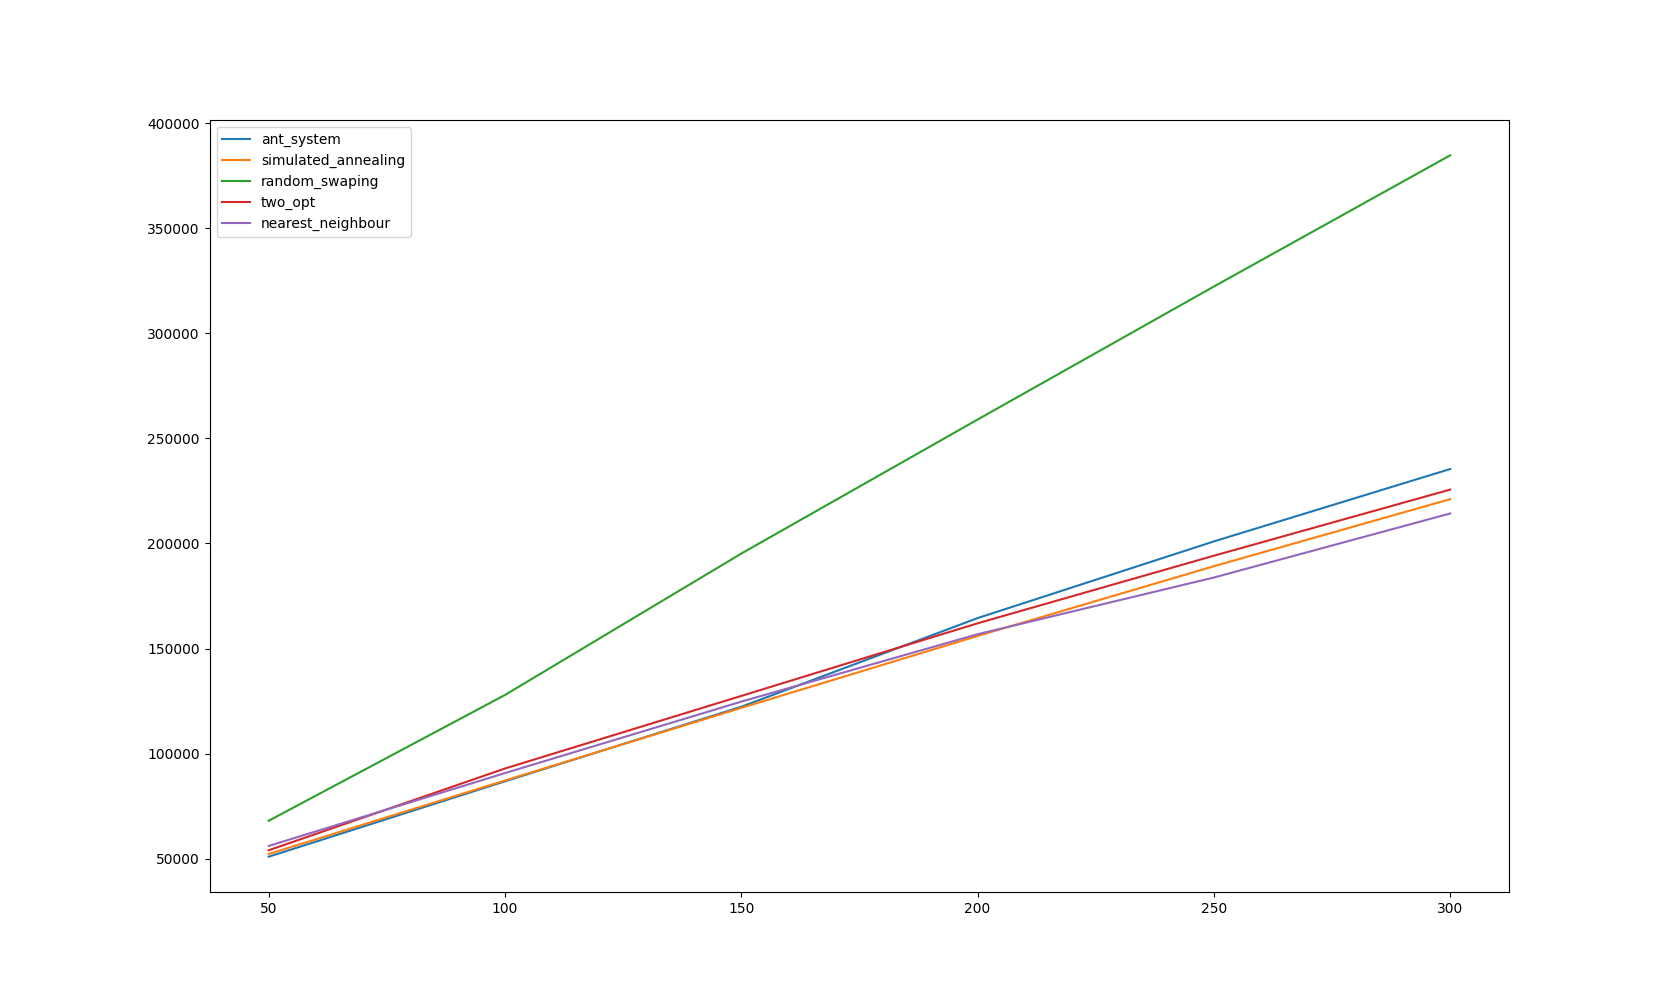 400000
350000
300000
250000
200000
150000
100000
50000
ant_system
simulated_annealing
random_swaping
two_opt
nearest_neighbour
50 100 150 200 250 300